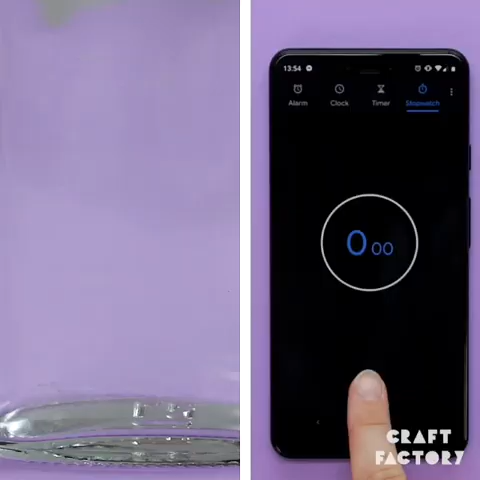 13:54
Alarm
Clock
Timer
Stopwatch
0 00
CRAFT
FACTORY